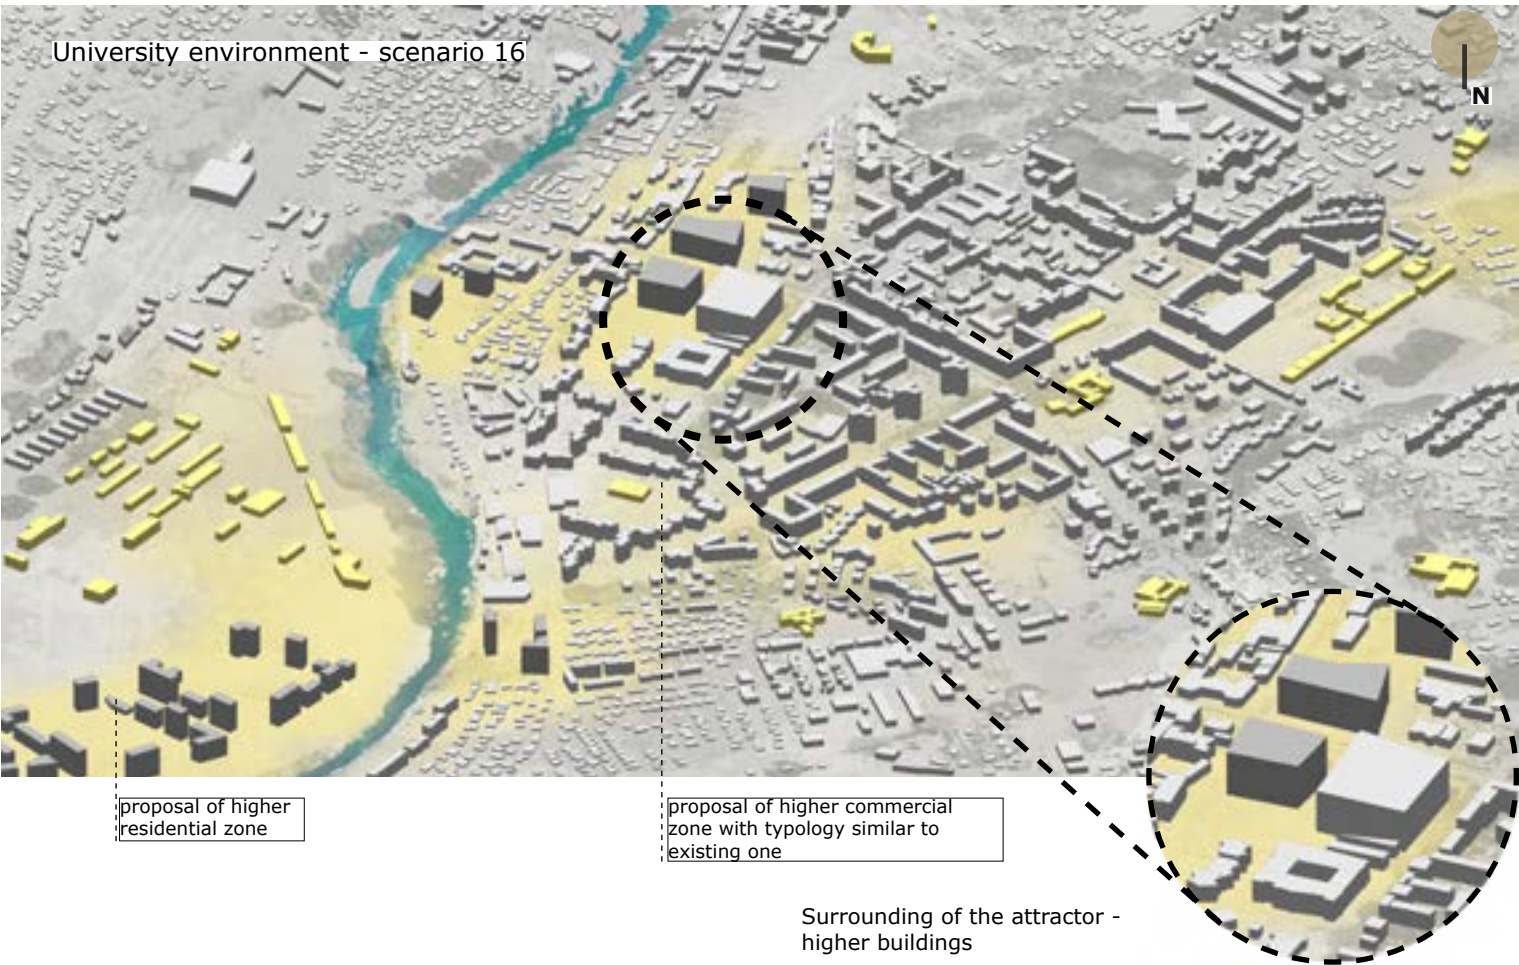 University environment - scenario 16
N
proposal of higher
residential zone
proposal of higher commercial
zone with typology similar to
existing one
Surrounding of the attractor -
higher buildings